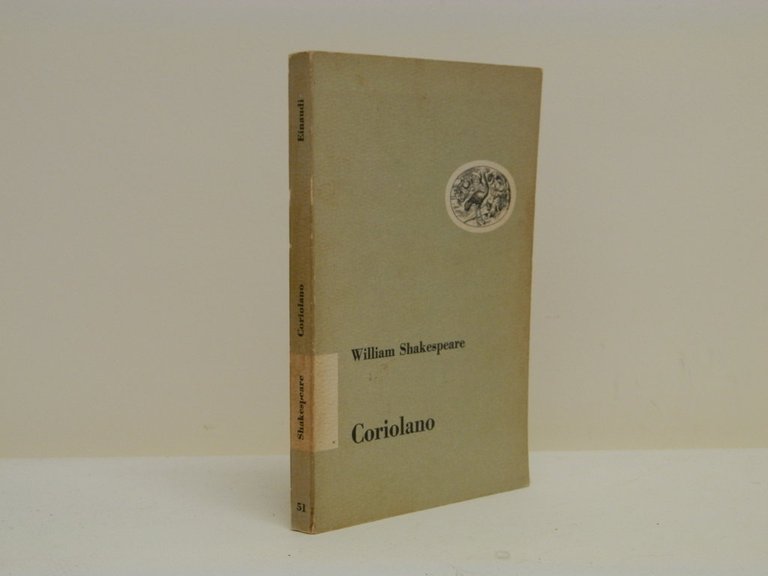 William Shakespeare
Coriolano
Einaudi
Coriolano
Shakespeare
51